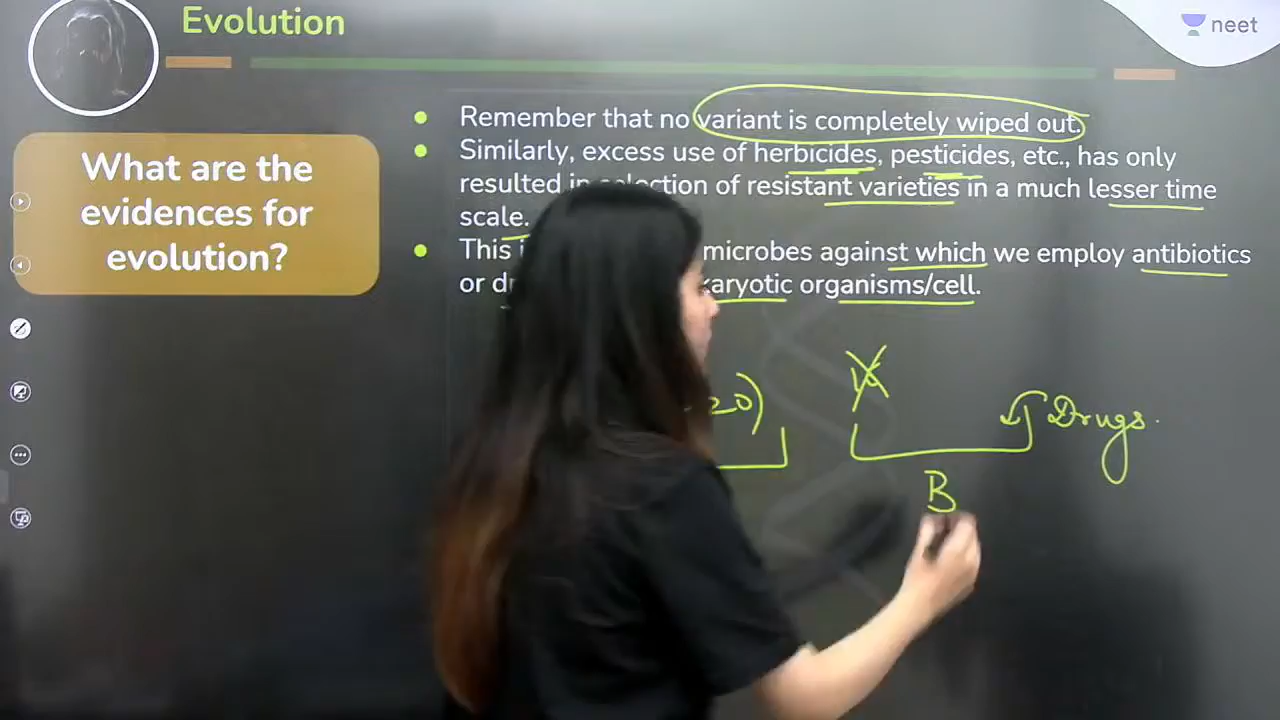 Evolution
neet
What are the
evidences for
evolution?
Remember that no variant is completely wiped out.
Similarly, excess use of herbicides, pesticides, etc., has only
resulted in selection of resistant varieties in a much lesser time
scale.
This microbes against which we employ antibiotics
or organisms/cell.
20)
Drugs.
B